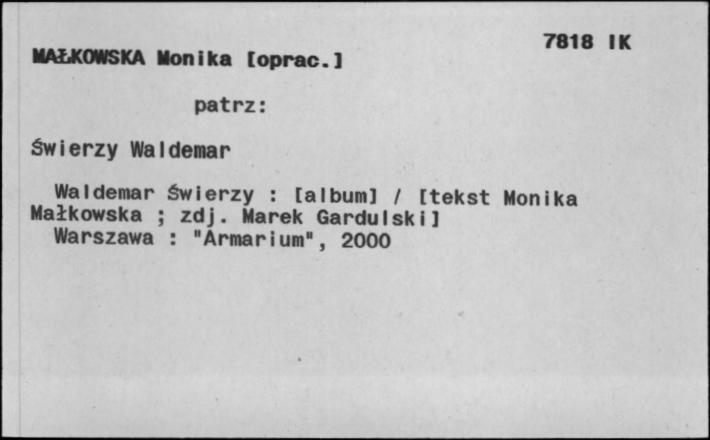 7818 IK
MAŁKOWSKA Monika [oprac.]
patrz:
Świerzy Waldemar
Waldemar Świerzy : [album] / [tekst Monika
Małkowska ; zdj. Marek Gardulski]
Warszawa : "Armarium", 2000